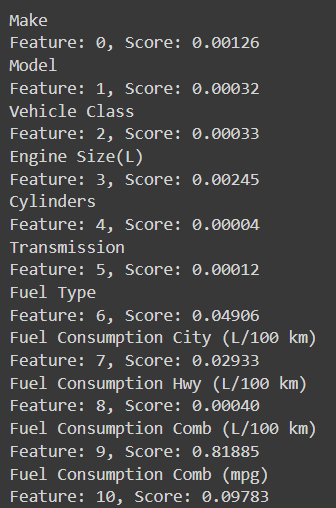 Make
Feature: 0, Score: 0.00126
Model
Feature: 1, Score: 0.00032
Vehicle Class
Feature: 2, Score: 0.00033
Engine Size(L)
Feature: 3, Score: 0.00245
Cylinders
Feature: 4, Score: 0.00004
Transmission
Feature: 5, Score: 0.00012
Fuel Type
Feature: 6, Score: 0.04906
Fuel Consumption City (L/100 km)
Feature: 7, Score: 0.02933
Fuel Consumption Hwy (L/100 km)
Feature: 8, Score: 0.00040
Fuel Consumption Comb (L/100 km)
Feature: 9, Score: 0.81885
Fuel Consumption Comb (mpg)
Feature: 10, Score: 0.09783